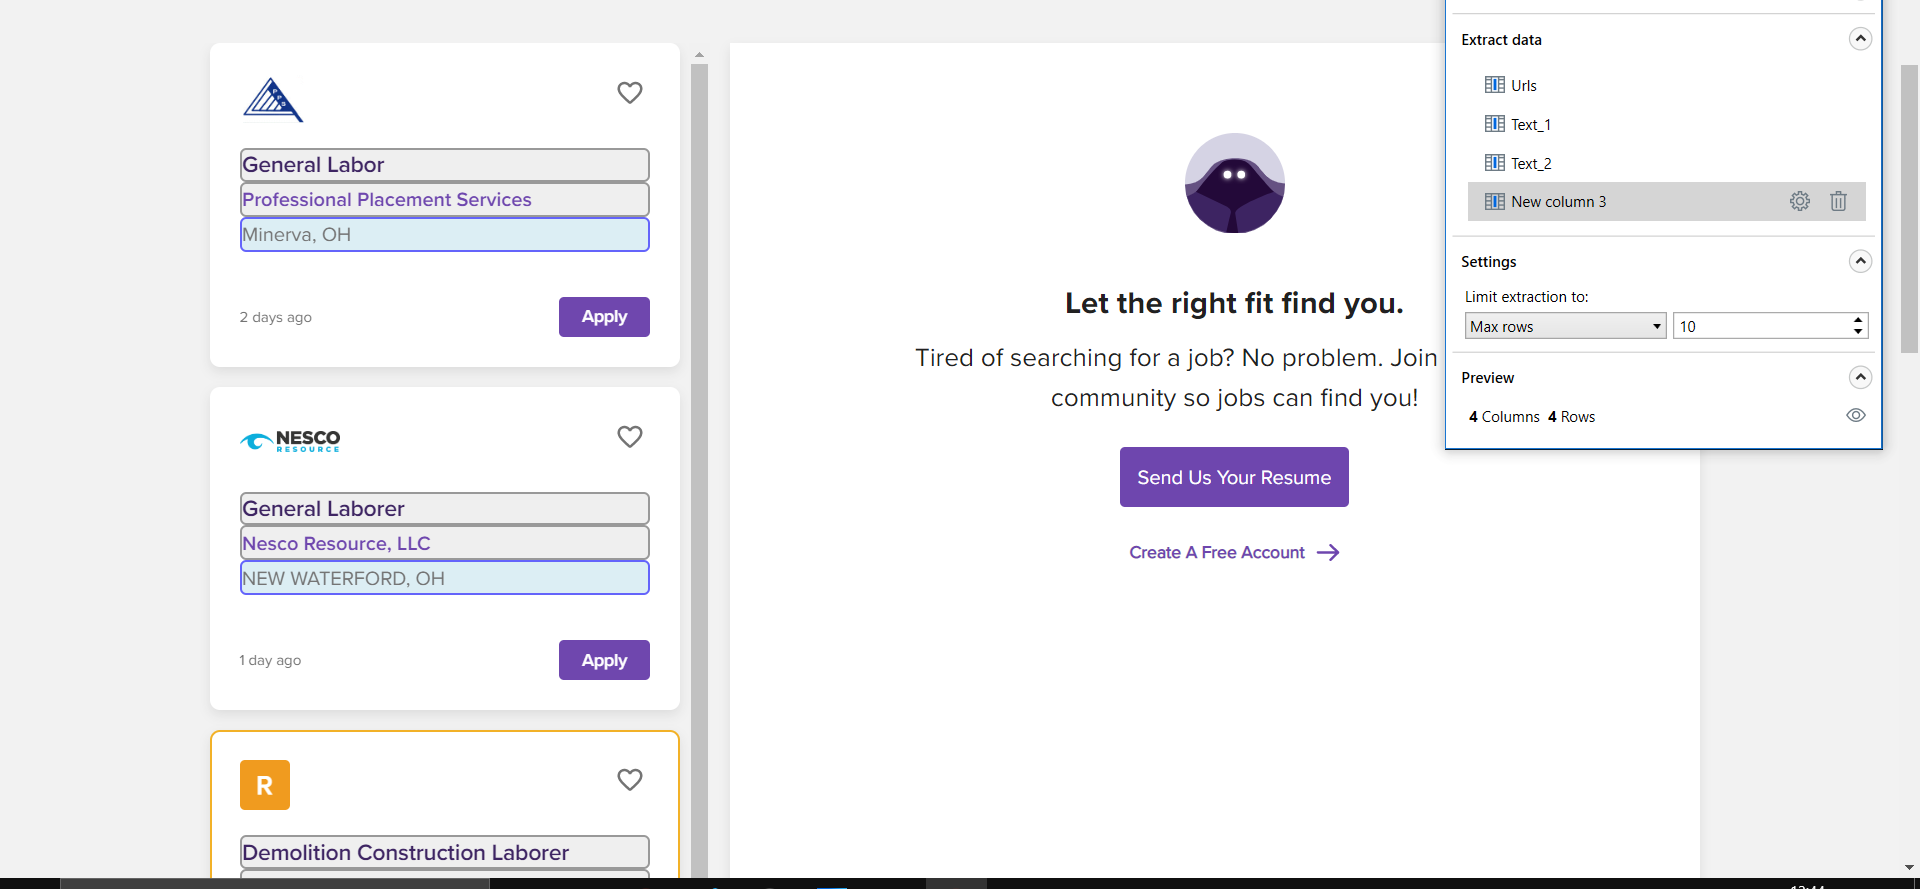 General Labor
Professional Placement Services
Minerva, OH
2 days ago
Apply
NESCO
RESOURCE
General Laborer
Nesco Resource, LLC
NEW WATERFORD, OH
1 day ago
Apply
R
Demolition Construction Laborer
Let the right fit find you.
Tired of searching for a job? No problem. Join
community so jobs can find you!
Send Us Your Resume
Create A Free Account
Extract data
Urls
Text_1
Text_2
New column 3
Settings
Limit extraction to:
Max rows 10
Preview
4 Columns 4 Rows